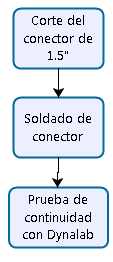 Corte del
conector de
1.5"
Soldado de
conector
Prueba de
continuidad
con Dynalab